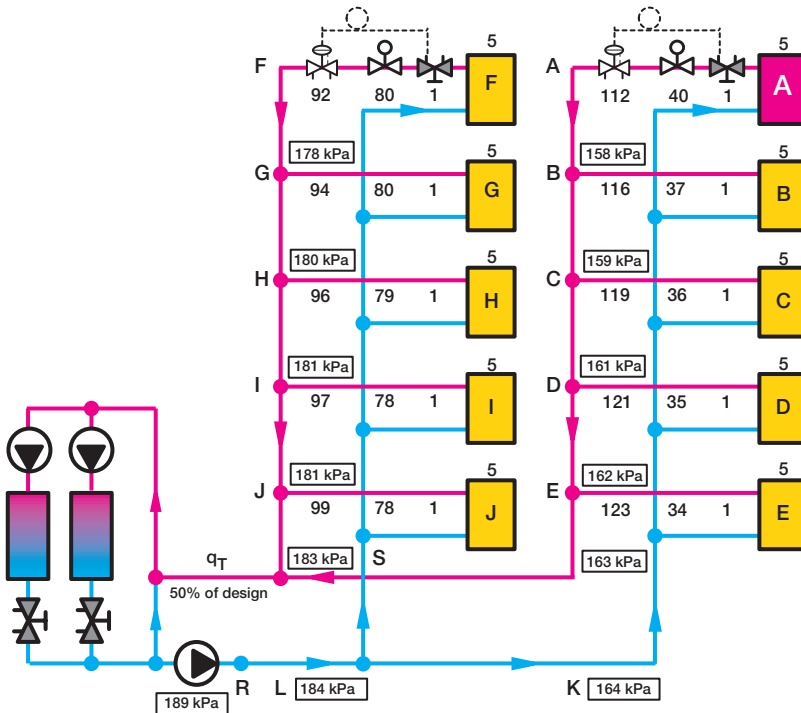 5 5
F 92 80 1 F A 112 40 1 A
178 kPa 5 158 kPa 5
G 94 80 1 G B 116 37 1 B
180 kPa 5 159 kPa 5
H 96 79 1 H C 119 36 1 C
181 kPa 5 161 kPa 5
I 97 78 1 I D 121 35 1 D
181 kPa 5 162 kPa 5
J 99 78 1 J E 123 34 1 E
qT 183 kPa S 163 kPa
50% of design
189 kPa R L 184 kPa K 164 kPa